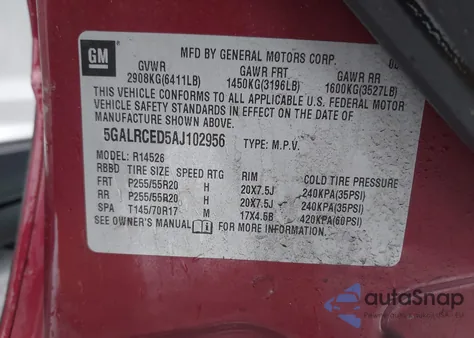 GM
MFD BY GENERAL MOTORS CORP.
GVWR GAWR FRT GAWR RR
2908KG(6411LB) 1450KG(3196LB) 1600KG(3527LB)
THIS VEHICLE CONFORMS TO ALL APPLICABLE U.S. FEDERAL MOTOR
VEHICLE SAFETY STANDARDS IN EFFECT ON THE DATE OF
MANUFACTURE SHOWN ABOVE.
5GALRCED5AJ102956 TYPE: M.P.V.
MODEL: R14526
RBBD TIRE SIZE SPEED RTG RIM COLD TIRE PRESSURE
FRT P255/55R20 H 20X7.5J 240KPA(35PSI)
RR P255/55R20 H 20X7.5J 240KPA(35PSI)
SPA T145/70R17 M 17X4.5B 420KPA(60PSI)
SEE OWNER'S MANUAL FOR MORE INFORMATION.
autoSnap